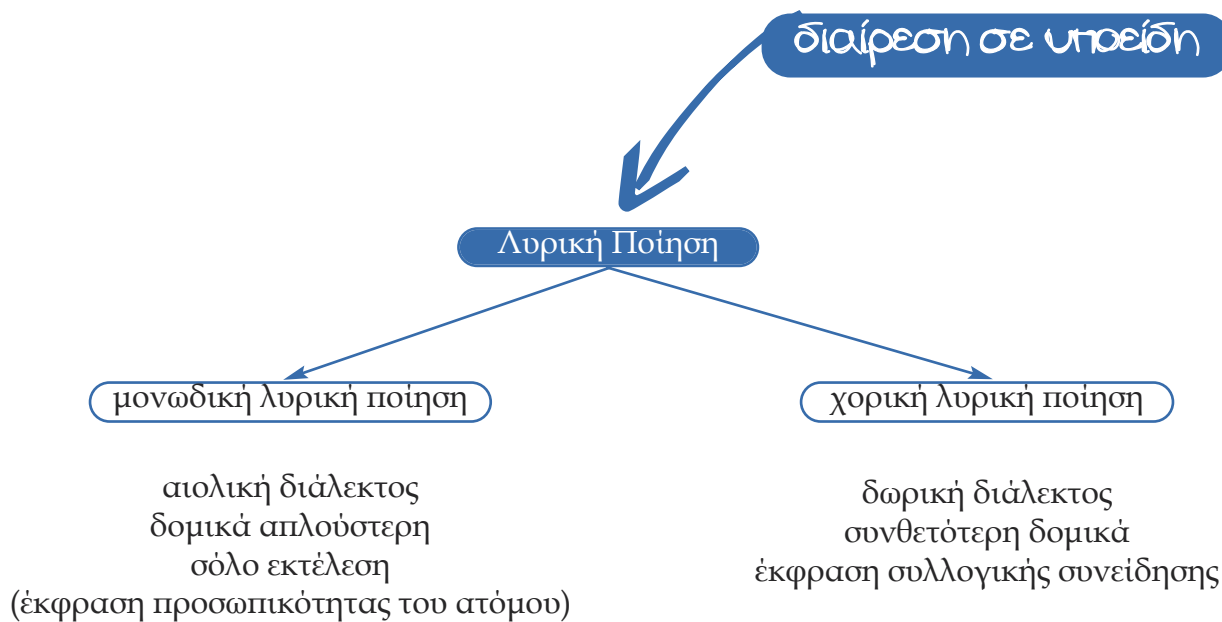 διαίρεση σε υποείδη
Λυρική Ποίηση
μονωδική λυρική ποίηση
χορική λυρική ποίηση
αιολική διάλεκτος
δομικά απλούστερη
σόλο εκτέλεση
(έκφραση προσωπικότητας του ατόμου)
δωρική διάλεκτος
συνθετότερη δομικά
έκφραση συλλογικής συνείδησης